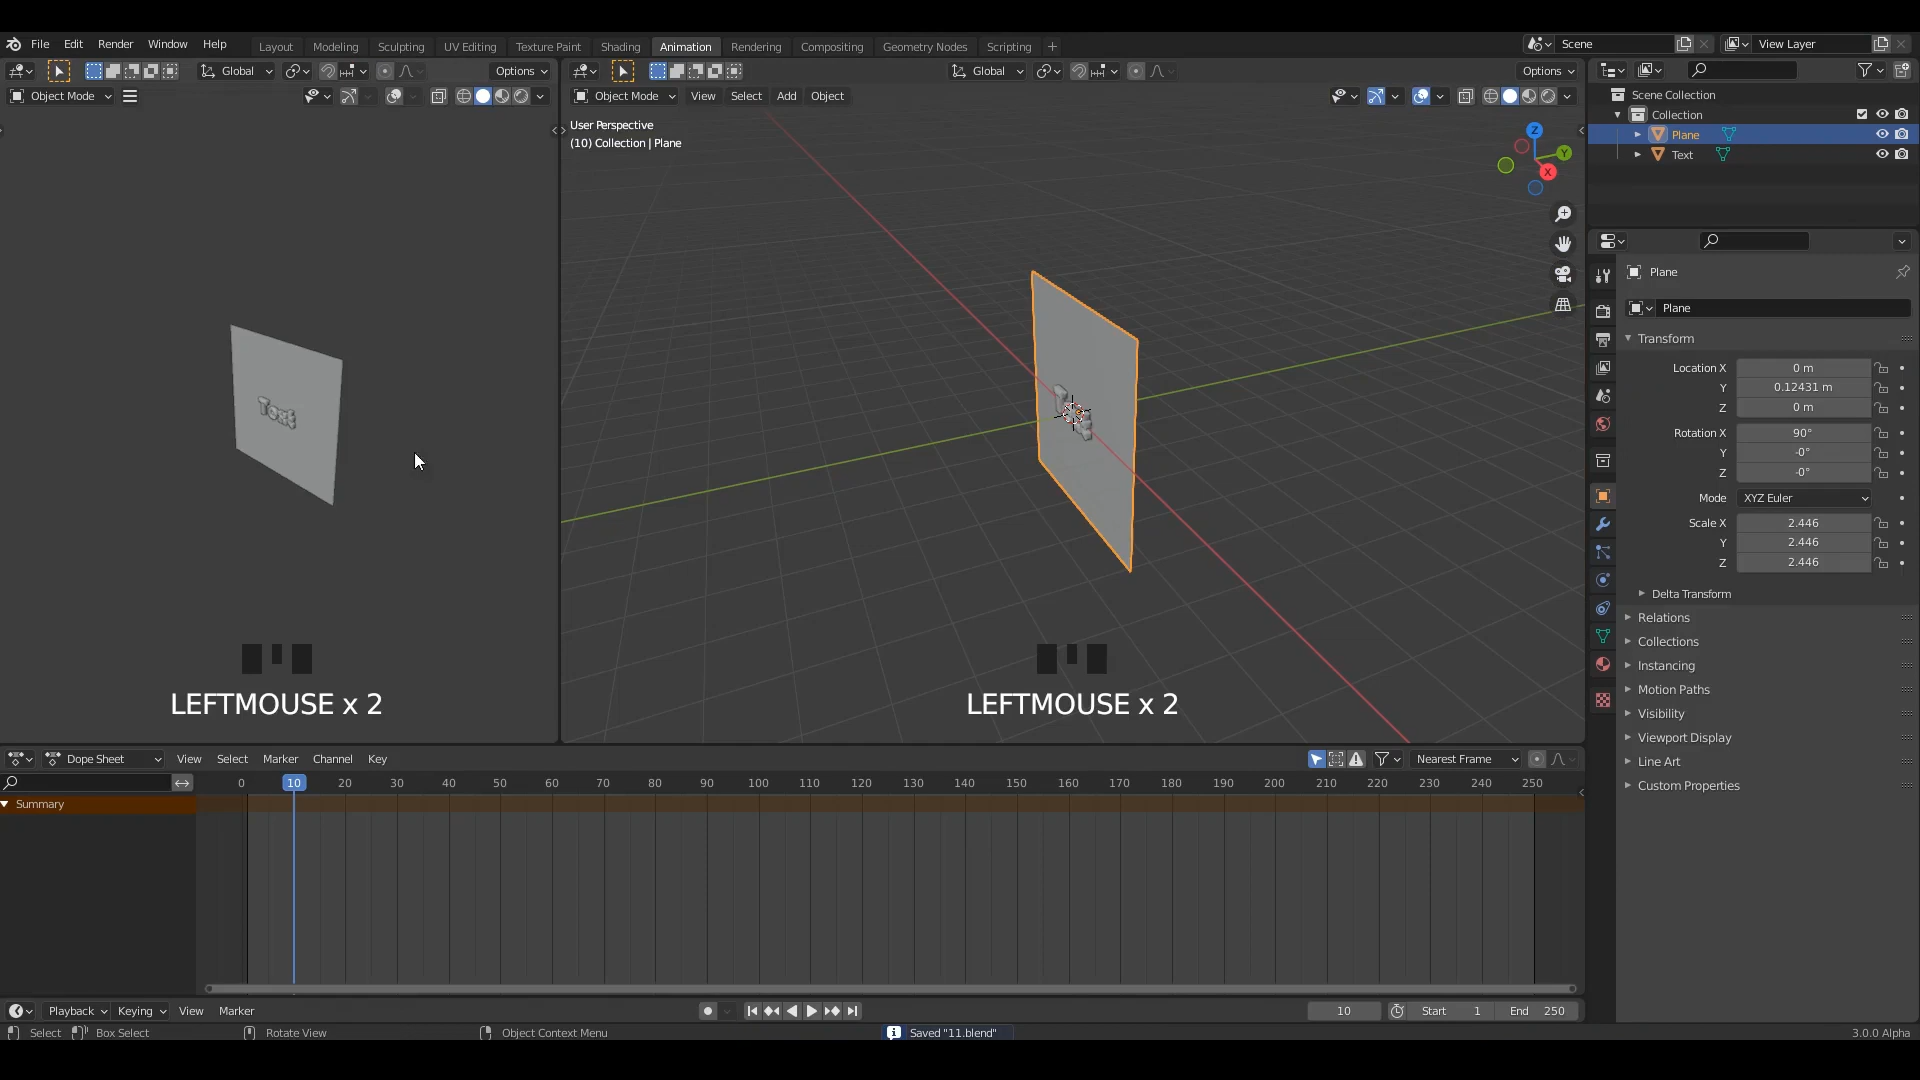 File Edit Render Window Help Layout Modeling Sculpting UV Editing Texture Paint Shading Animation Rendering Compositing Geometry Nodes Scripting + Scene View Layer
Global Options Global Options
Object Mode Object Mode View Select Add Object
Scene Collection
Collection
Plane
Text
User Perspective
(10) Collection | Plane
Z
Y
X
Text
Plane
Plane
Transform
Location X 0 m
Y 0.12431 m
Z 0 m
Rotation X 90°
Y -0°
Z -0°
Mode XYZ Euler
Scale X 2.446
Y 2.446
Z 2.446
Delta Transform
Relations
Collections
Instancing
Motion Paths
Visibility
Viewport Display
Line Art
Custom Properties
LEFTMOUSE x 2 LEFTMOUSE x 2
Dope Sheet View Select Marker Channel Key Nearest Frame
0 10 20 30 40 50 60 70 80 90 100 110 120 130 140 150 160 170 180 190 200 210 220 230 240 250
Summary
Playback Keying View Marker 10 Start 1 End 250
Select Box Select Rotate View Object Context Menu Saved "11.blend" 3.0.0 Alpha